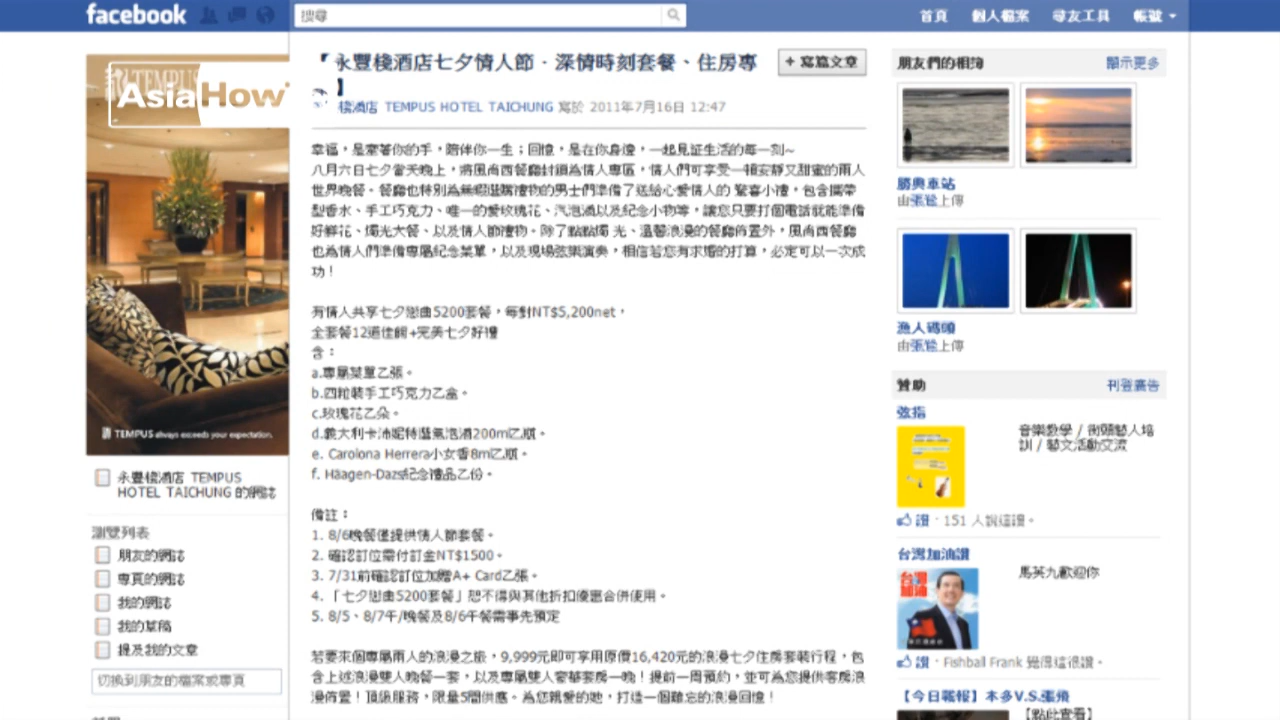 facebook
搜尋
首頁 個人檔案 尋友工具 帳號
AsiaHow
TEMPUS
『永豐棧酒店七夕情人節‧深情時刻套餐、住房專
】
+ 寫篇文章
棧酒店 TEMPUS HOTEL TAICHUNG 寫於 2011年7月16日 12:47
幸福，是牽著你的手，陪伴你一生；回憶，是在你身邊，一起見証生活的每一刻~
八月六日七夕當天晚上，將風尚西餐廳封鎖為情人專區，情人們可享受一頓安靜又甜蜜的兩人
世界晚餐。餐廳也特別為無暇選購禮物的男士們準備了送給心愛情人的 驚喜小禮，包含攜帶
型香水、手工巧克力、唯一的愛玫瑰花、汽泡酒以及紀念小物等，讓您只要打個電話就能準備
好鮮花、燭光大餐、以及情人節禮物。除了點點燭 光、溫馨浪漫的餐廳佈置外，風尚西餐廳
也為情人們準備專屬紀念菜單，以及現場弦樂演奏，相信若您有求婚的打算，必定可以一次成
功！
有情人共享七夕戀曲5200套餐，每對NT$5,200net，
全套餐12道佳餚+完美七夕好禮
含：
a.專屬菜單乙張。
b.四粒裝手工巧克力乙盒。
c.玫瑰花乙朵。
d.義大利卡沛妮特選氣泡酒200ml乙瓶。
e. Carolona Herrera小女香8ml乙瓶。
f. Häagen-Dazs紀念禮品乙份。
備註：
1. 8/6晚餐僅提供情人節套餐。
2. 確認訂位需付訂金NT$1500。
3. 7/31前確認訂位加贈A+ Card乙張。
4. 「七夕戀曲5200套餐」恕不得與其他折扣優惠合併使用。
5. 8/5、8/7午/晚餐及8/6午餐需事先預定
若要來個專屬兩人的浪漫之旅，9,999元即可享用原價16,420元的浪漫七夕住房套裝行程，包
含上述浪漫雙人晚餐一套，以及專屬雙人豪華套房一晚！提前一周預約，並可為您提供客房浪
漫佈置！頂級服務，限量5間供應。為您親愛的她，打造一個難忘的浪漫回憶！
TEMPUS always exceeds your expectation.
永豐棧酒店 TEMPUS
HOTEL TAICHUNG 的網誌
瀏覽列表
朋友的網誌
專頁的網誌
我的網誌
我的草稿
提及我的文章
切換到朋友的檔案或專頁
朋友們的相簿 顯示更多
勝興車站
由張
上傳
漁人碼頭
由張
上傳
贊助 刊登廣告
弦指
音樂教學 / 街頭藝人培
訓 / 藝文活動交流
讚‧151 人說這讚。
台灣加油讚
台灣
加油
馬英九歡迎你
讚‧Fishball Frank 覺得這很讚。
【今日報報】本多V.S.張飛
【點此查看】